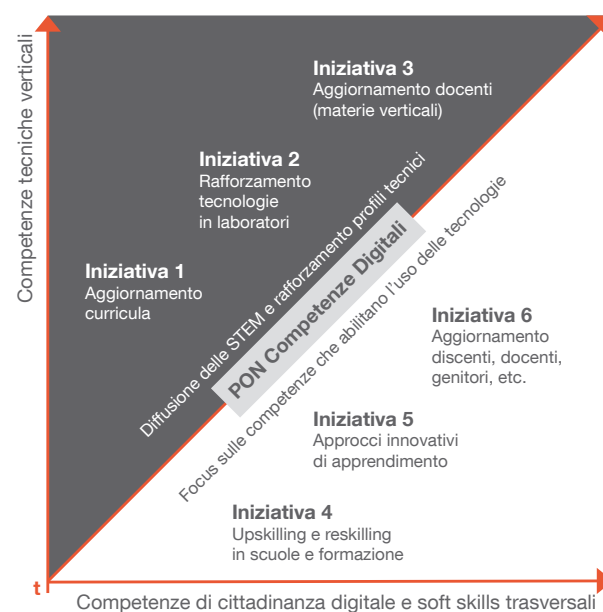 Competenze tecniche verticali
Iniziativa 3
Aggiornamento docenti
(materie verticali)
Iniziativa 2
Rafforzamento
tecnologie
in laboratori
Iniziativa 1
Aggiornamento
curricula
Diffusione delle STEM e rafforzamento profili tecnici
PON Competenze Digitali
Focus sulle competenze che abilitano l'uso delle tecnologie
Iniziativa 6
Aggiornamento
discenti, docenti,
genitori, etc.
Iniziativa 5
Approcci innovativi
di apprendimento
Iniziativa 4
Upskilling e reskilling
in scuole e formazione
t
Competenze di cittadinanza digitale e soft skills trasversali